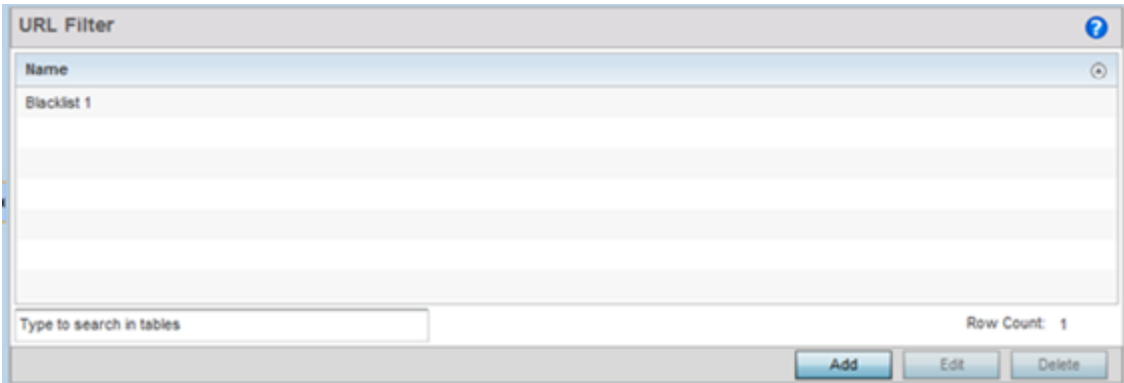 URL Filter
?
Name
Blacklist 1
Type to search in tables
Row Count: 1
Add Edit Delete